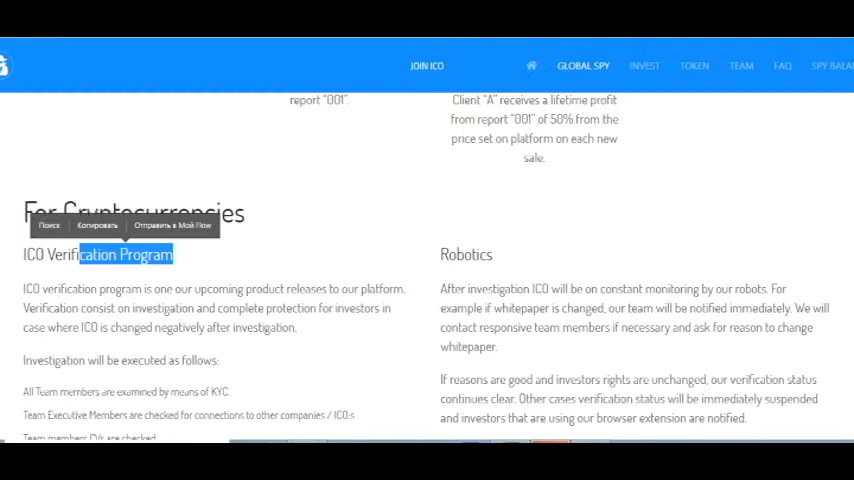 JOIN ICO
GLOBAL SPY
INVEST
TOKEN
TEAM
FAQ
SPY BALA
report “001”.
Client “A” receives a lifetime profit
from report “001” of 50% from the
price set on platform on each new
sale.
For Cryptocurrencies
Поиск
Копировать
Отправить в Мой Flow
ICO Verification Program
ICO verification program is one our upcoming product releases to our platform.
Verification consist on investigation and complete protection for investors in
case where ICO is changed negatively after investigation.
Investigation will be executed as follows:
All Team members are examined by means of KYC.
Team Executive Members are checked for connections to other companies / ICO:s
Team members CVs are checked
Robotics
After investigation ICO will be on constant monitoring by our robots. For
example if whitepaper is changed, our team will be notified immediately. We will
contact responsive team members if necessary and ask for reason to change
whitepaper.
If reasons are good and investors rights are unchanged, our verification status
continues clear. Other cases verification status will be immediately suspended
and investors that are using our browser extension are notified.